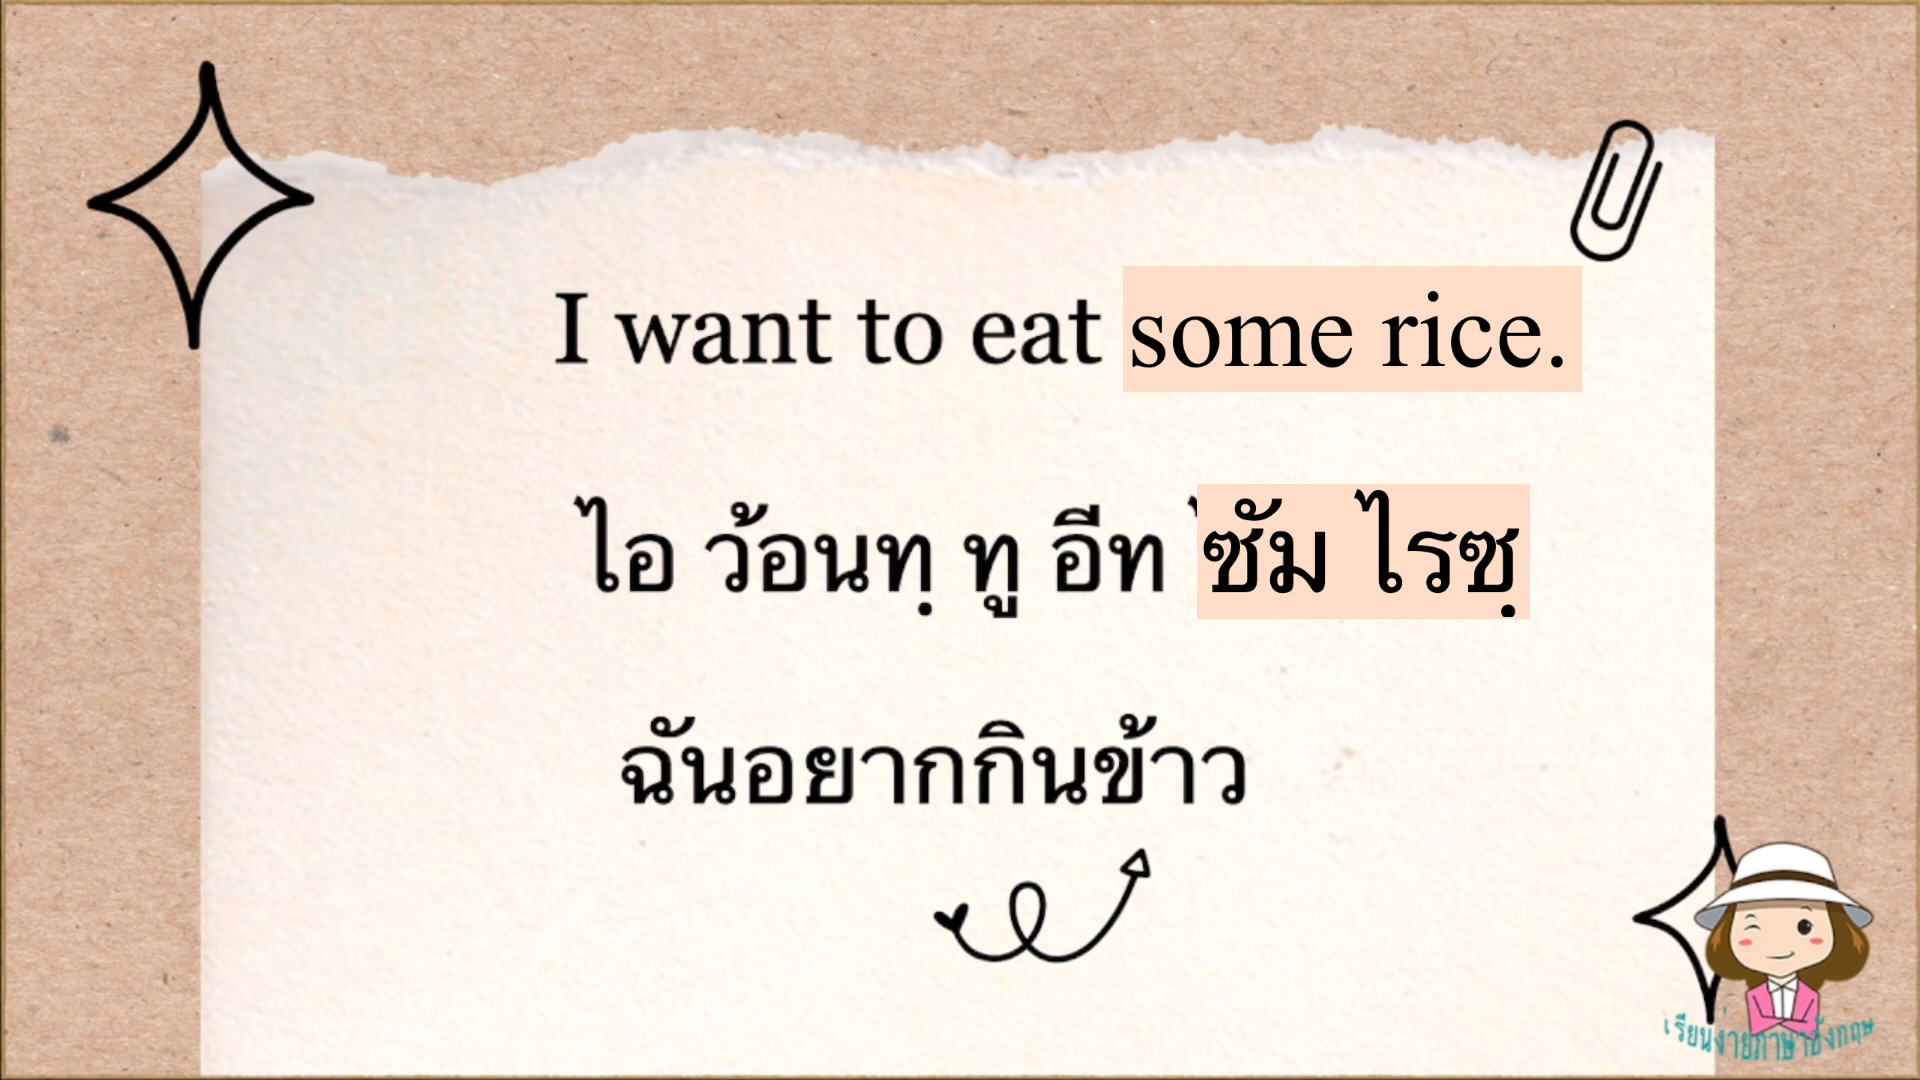 I want to eat some rice.
ไอ ว้อนทฺ ทู อีท ซัม ไรซฺ
ฉันอยากกินข้าว
เรียนง่ายภาษาอังกฤษ